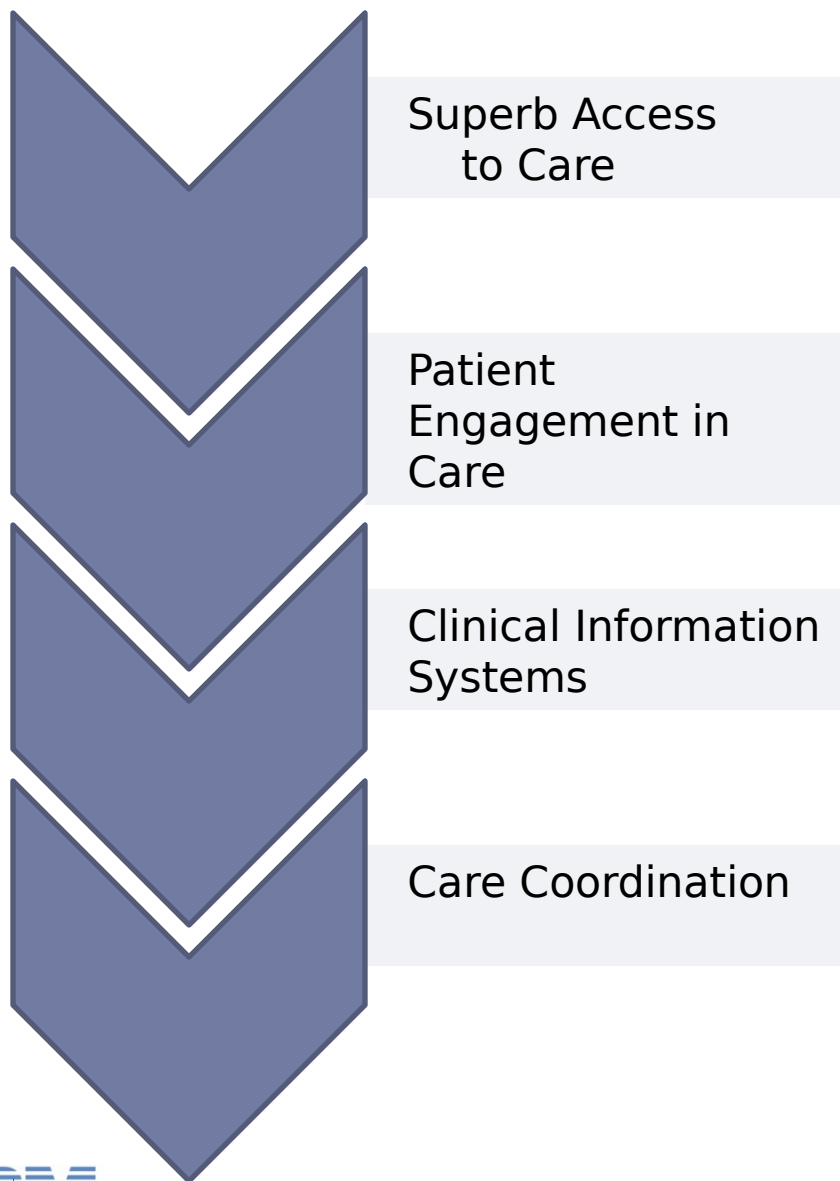 Superb Access
to Care
Patient
Engagement in
Care
Clinical Information
Systems
Care Coordination